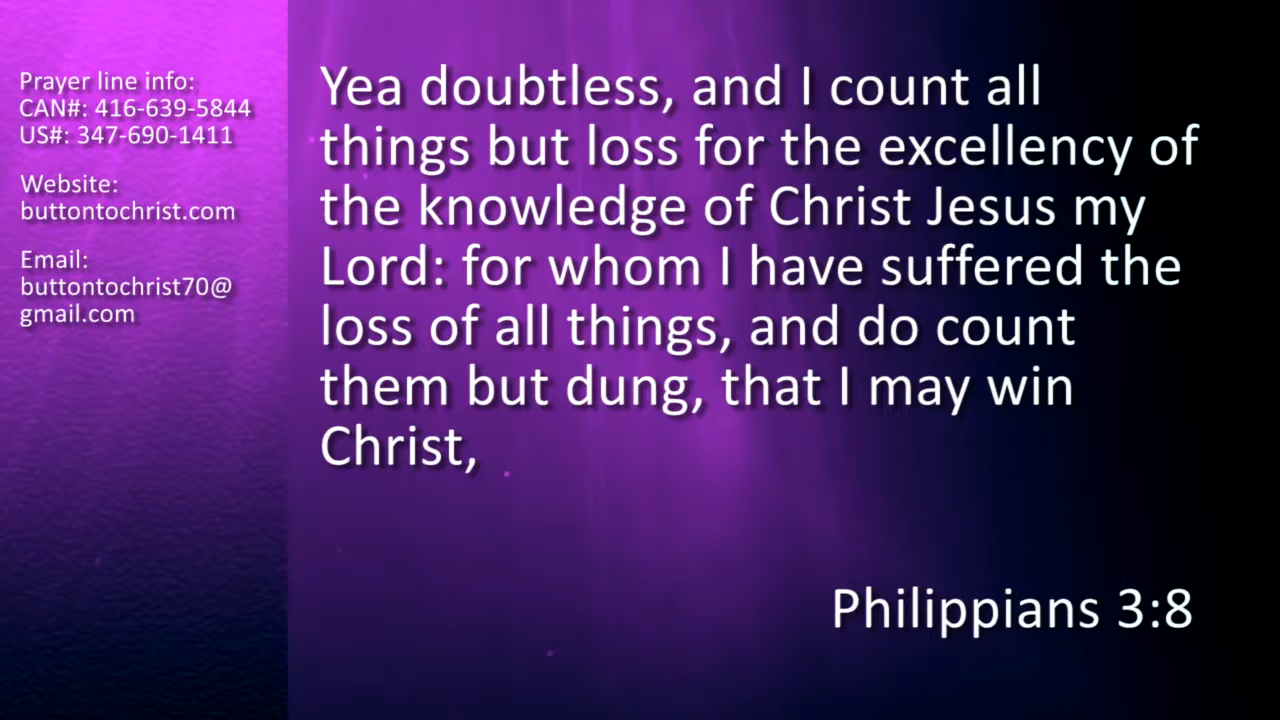 Prayer line info:
CAN#: 416-639-5844
US#: 347-690-1411
Website:
buttontochrist.com
Email:
buttontochrist70@
gmail.com
Yea doubtless, and I count all
things but loss for the excellency of
the knowledge of Christ Jesus my
Lord: for whom I have suffered the
loss of all things, and do count
them but dung, that I may win
Christ,
Philippians 3:8